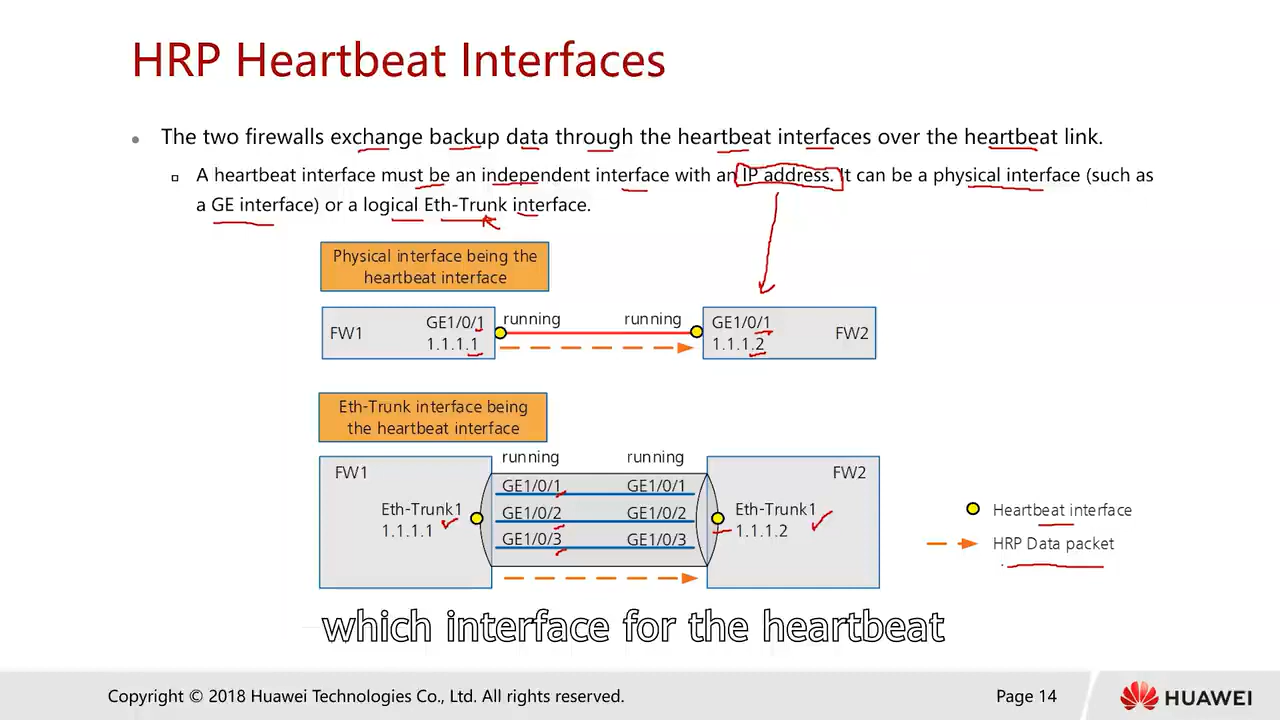 HRP Heartbeat Interfaces
● The two firewalls exchange backup data through the heartbeat interfaces over the heartbeat link.
A heartbeat interface must be an independent interface with an IP address. It can be a physical interface (such as
a GE interface) or a logical Eth-Trunk interface.
Physical interface being the
heartbeat interface
running running
FW1 GE1/0/1 GE1/0/1 FW2
1.1.1.1 1.1.1.2
Eth-Trunk interface being
the heartbeat interface
running running
FW1 FW2
GE1/0/1 GE1/0/1
Eth-Trunk1 GE1/0/2 GE1/0/2 Eth-Trunk1
1.1.1.1 1.1.1.2
GE1/0/3 GE1/0/3
Heartbeat interface
HRP Data packet
which interface for the heartbeat
Copyright © 2018 Huawei Technologies Co., Ltd. All rights reserved.
Page 14
HUAWEI